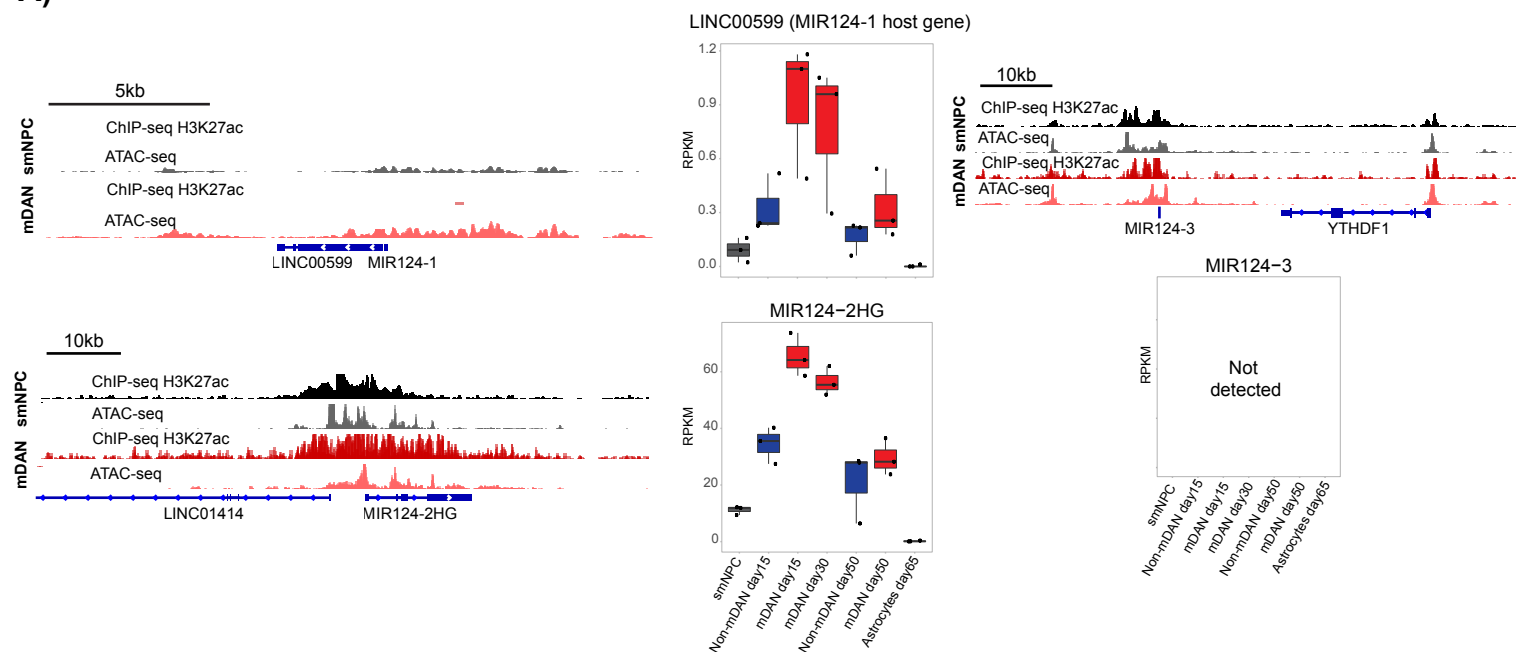 LINC00599 (MIR124-1 host gene)
5kb
smNPC
mDAN
ChIP-seq H3K27ac
ATAC-seq
ChIP-seq H3K27ac
ATAC-seq
LINC00599 MIR124-1
RPKM
1.2
0.9
0.6
0.3
0.0
10kb
smNPC
mDAN
ChIP-seq H3K27ac
ATAC-seq
ChIP-seq H3K27ac
ATAC-seq
MIR124-3 YTHDF1
10kb
smNPC
mDAN
ChIP-seq H3K27ac
ATAC-seq
ChIP-seq H3K27ac
ATAC-seq
LINC01414 MIR124-2HG
MIR124−2HG
RPKM
60
40
20
0
smNPC
Non-mDAN day15
mDAN day15
mDAN day30
Non-mDAN day50
mDAN day50
Astrocytes day65
MIR124−3
RPKM
Not
detected
smNPC
Non-mDAN day15
mDAN day15
mDAN day30
Non-mDAN day50
mDAN day50
Astrocytes day65